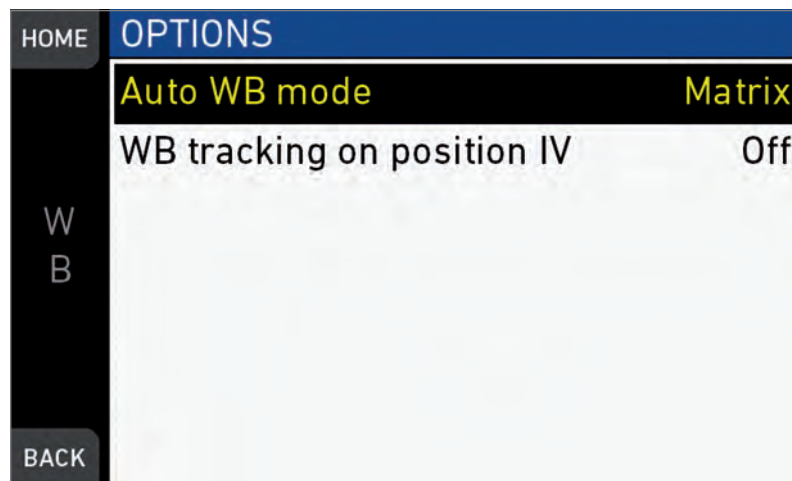 HOME
OPTIONS
Auto WB mode Matrix
WB tracking on position IV Off
W
B
BACK